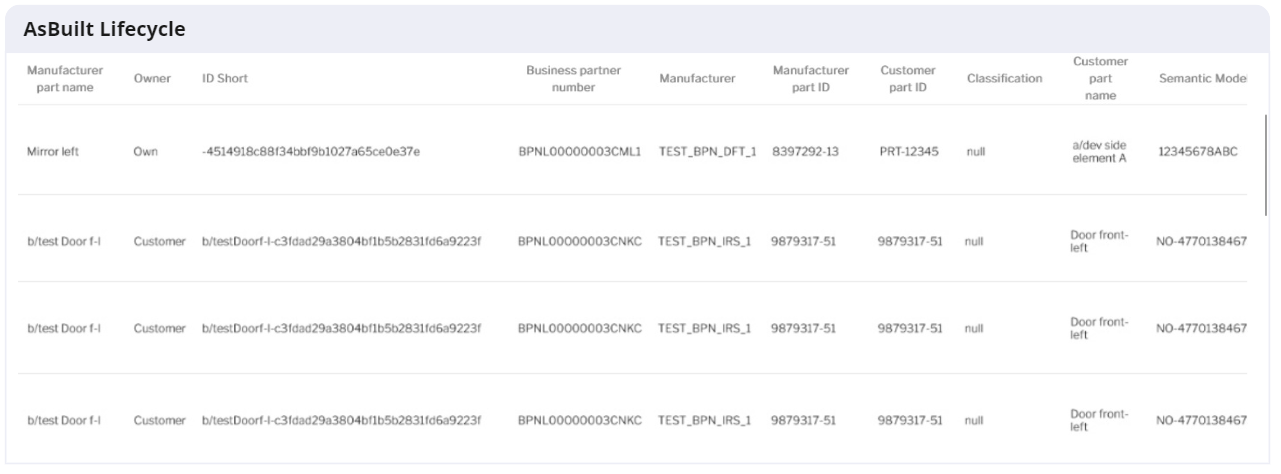 AsBuilt Lifecycle
Manufacturer part name Owner ID Short Business partner number Manufacturer Manufacturer part ID Customer part ID Classification Customer part name Semantic Model
Mirror left Own -4514918c88f34bbf9b1027a65ce0e37e BPNL00000003CML1 TEST_BPN_DFT_1 8397292-13 PRT-12345 null a/dev side element A 12345678ABC
b/test Door f-l Customer b/testDoorf-l-c3fdad29a3804bf1b5b2831fd6a9223f BPNL00000003CNKC TEST_BPN_IRS_1 9879317-51 9879317-51 null Door front-left NO-4770138467
b/test Door f-l Customer b/testDoorf-l-c3fdad29a3804bf1b5b2831fd6a9223f BPNL00000003CNKC TEST_BPN_IRS_1 9879317-51 9879317-51 null Door front-left NO-4770138467
b/test Door f-l Customer b/testDoorf-l-c3fdad29a3804bf1b5b2831fd6a9223f BPNL00000003CNKC TEST_BPN_IRS_1 9879317-51 9879317-51 null Door front-left NO-4770138467